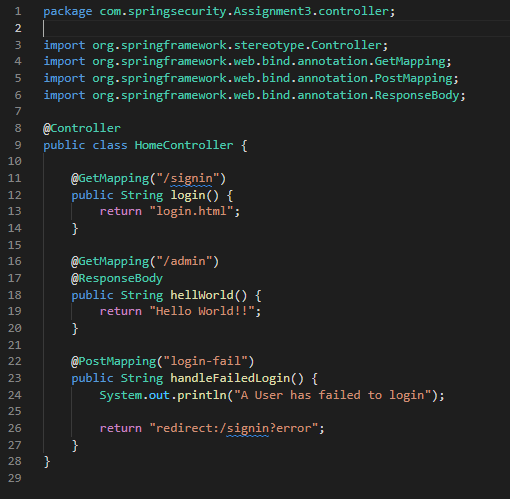 1 package com.springsecurity.Assignment3.controller;
2
3 import org.springframework.stereotype.Controller;
4 import org.springframework.web.bind.annotation.GetMapping;
5 import org.springframework.web.bind.annotation.PostMapping;
6 import org.springframework.web.bind.annotation.ResponseBody;
7
8 @Controller
9 public class HomeController {
10
11     @GetMapping("/signin")
12     public String login() {
13         return "login.html";
14     }
15
16     @GetMapping("/admin")
17     @ResponseBody
18     public String hellWorld() {
19         return "Hello World!!";
20     }
21
22     @PostMapping("login-fail")
23     public String handleFailedLogin() {
24         System.out.println("A User has failed to login");
25
26         return "redirect:/signin?error";
27     }
28 }
29